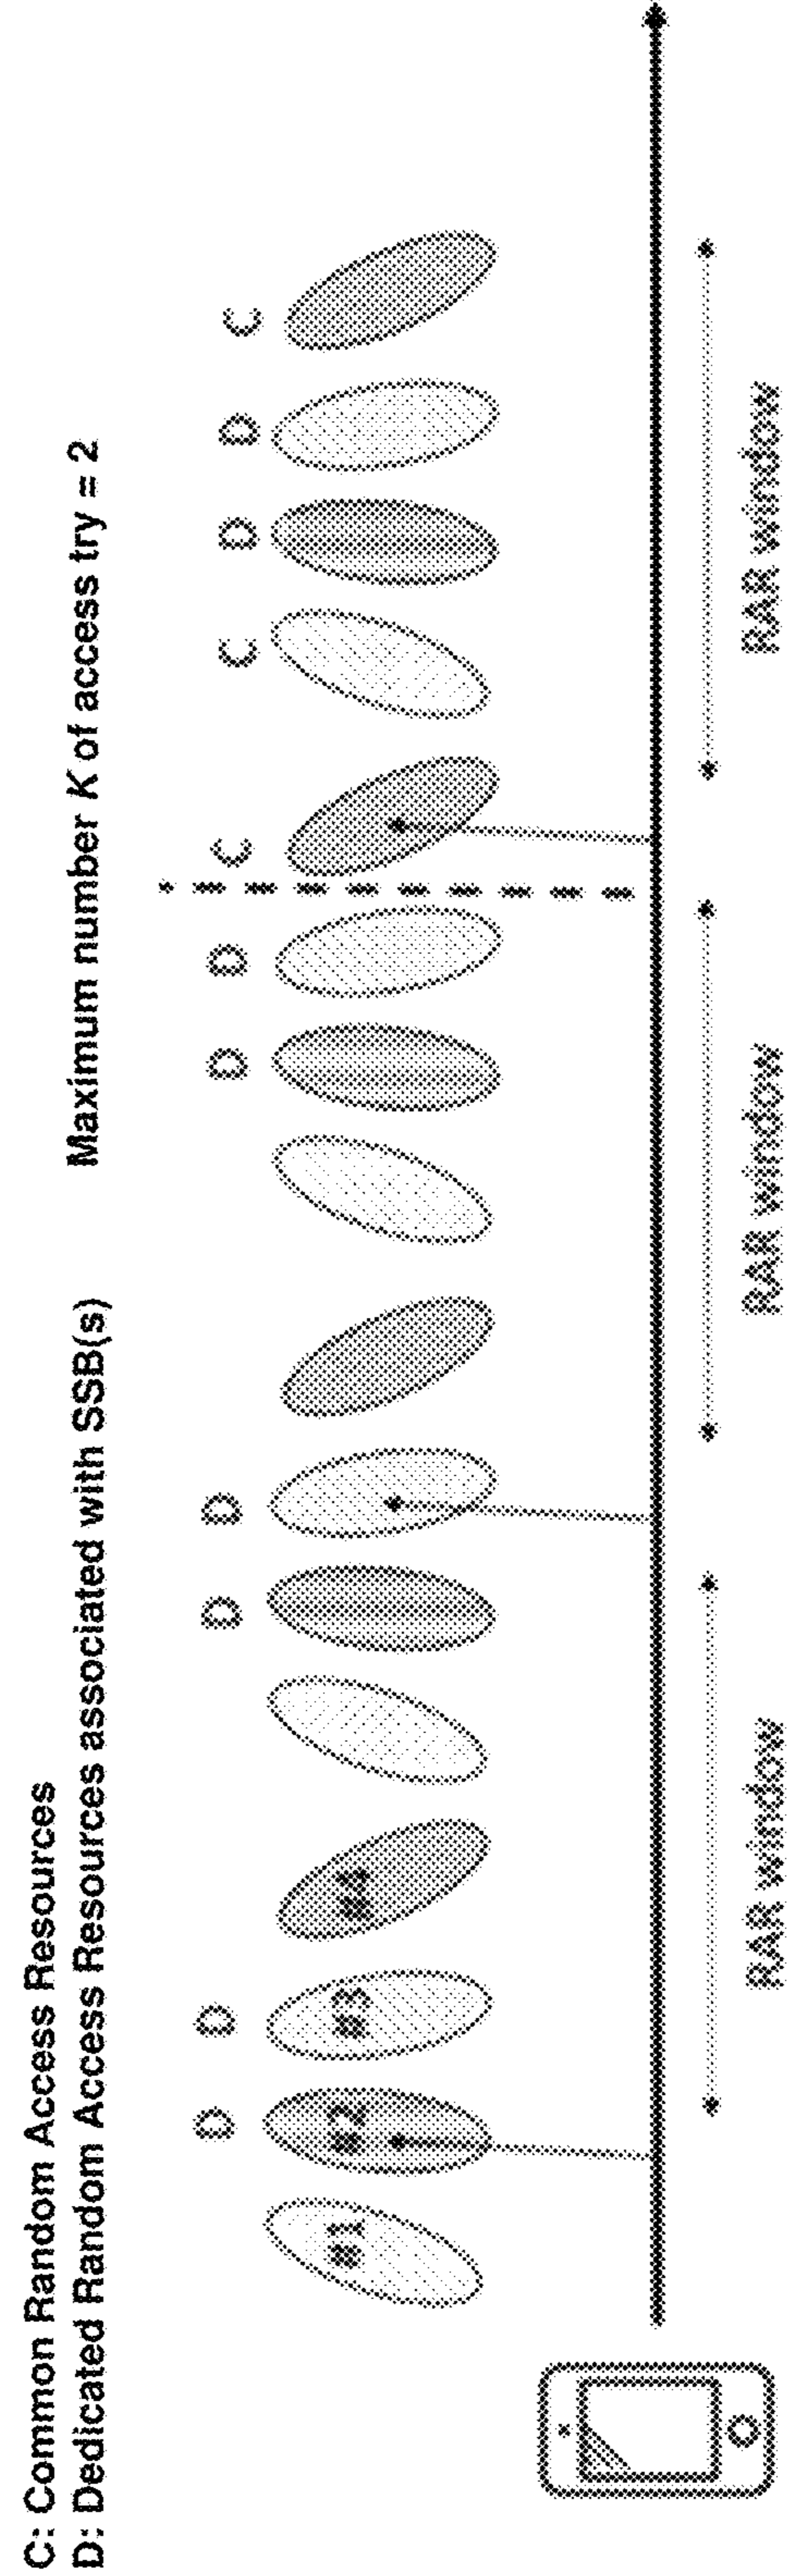 C: Common Random Access Resources
D: Dedicated Random Access Resources associated with SSB(s)
Maximum number K of access try = 2
D D D D D D C C D D C
#1 #2 #3 #4
RAR window RAR window RAR window